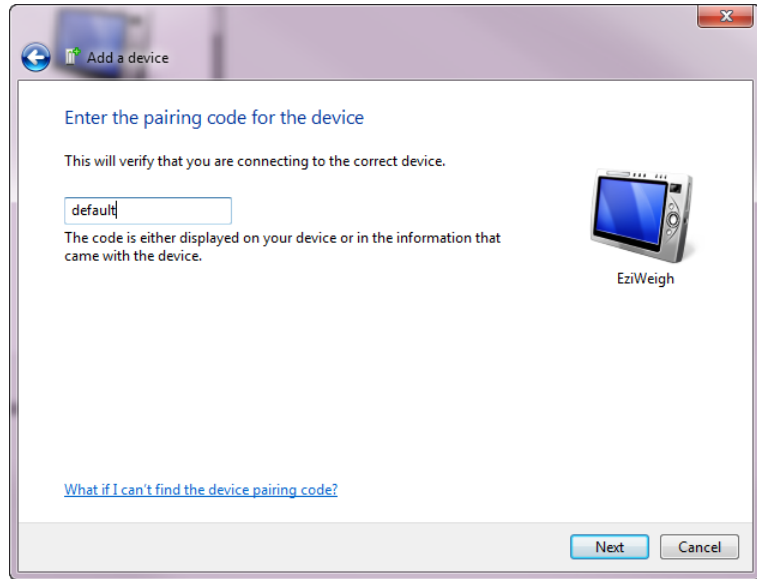 Add a device
Enter the pairing code for the device
This will verify that you are connecting to the correct device.
default
The code is either displayed on your device or in the information that
came with the device.
EziWeigh
What if I can't find the device pairing code?
Next
Cancel